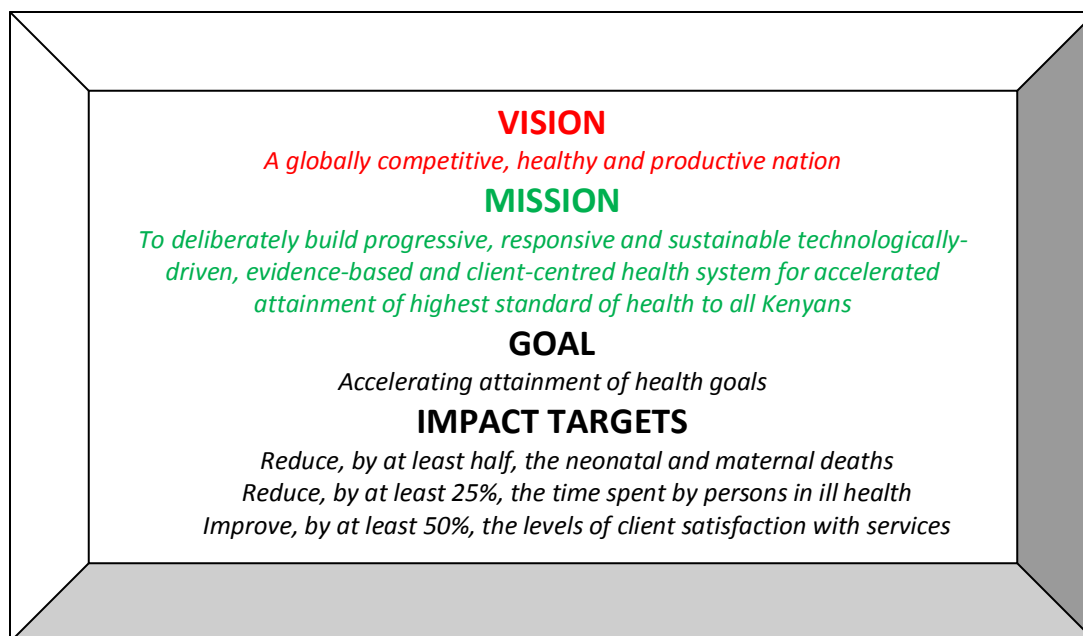 VISION
A globally competitive, healthy and productive nation
MISSION
To deliberately build progressive, responsive and sustainable technologically-
driven, evidence-based and client-centred health system for accelerated
attainment of highest standard of health to all Kenyans
GOAL
Accelerating attainment of health goals
IMPACT TARGETS
Reduce, by at least half, the neonatal and maternal deaths
Reduce, by at least 25%, the time spent by persons in ill health
Improve, by at least 50%, the levels of client satisfaction with services